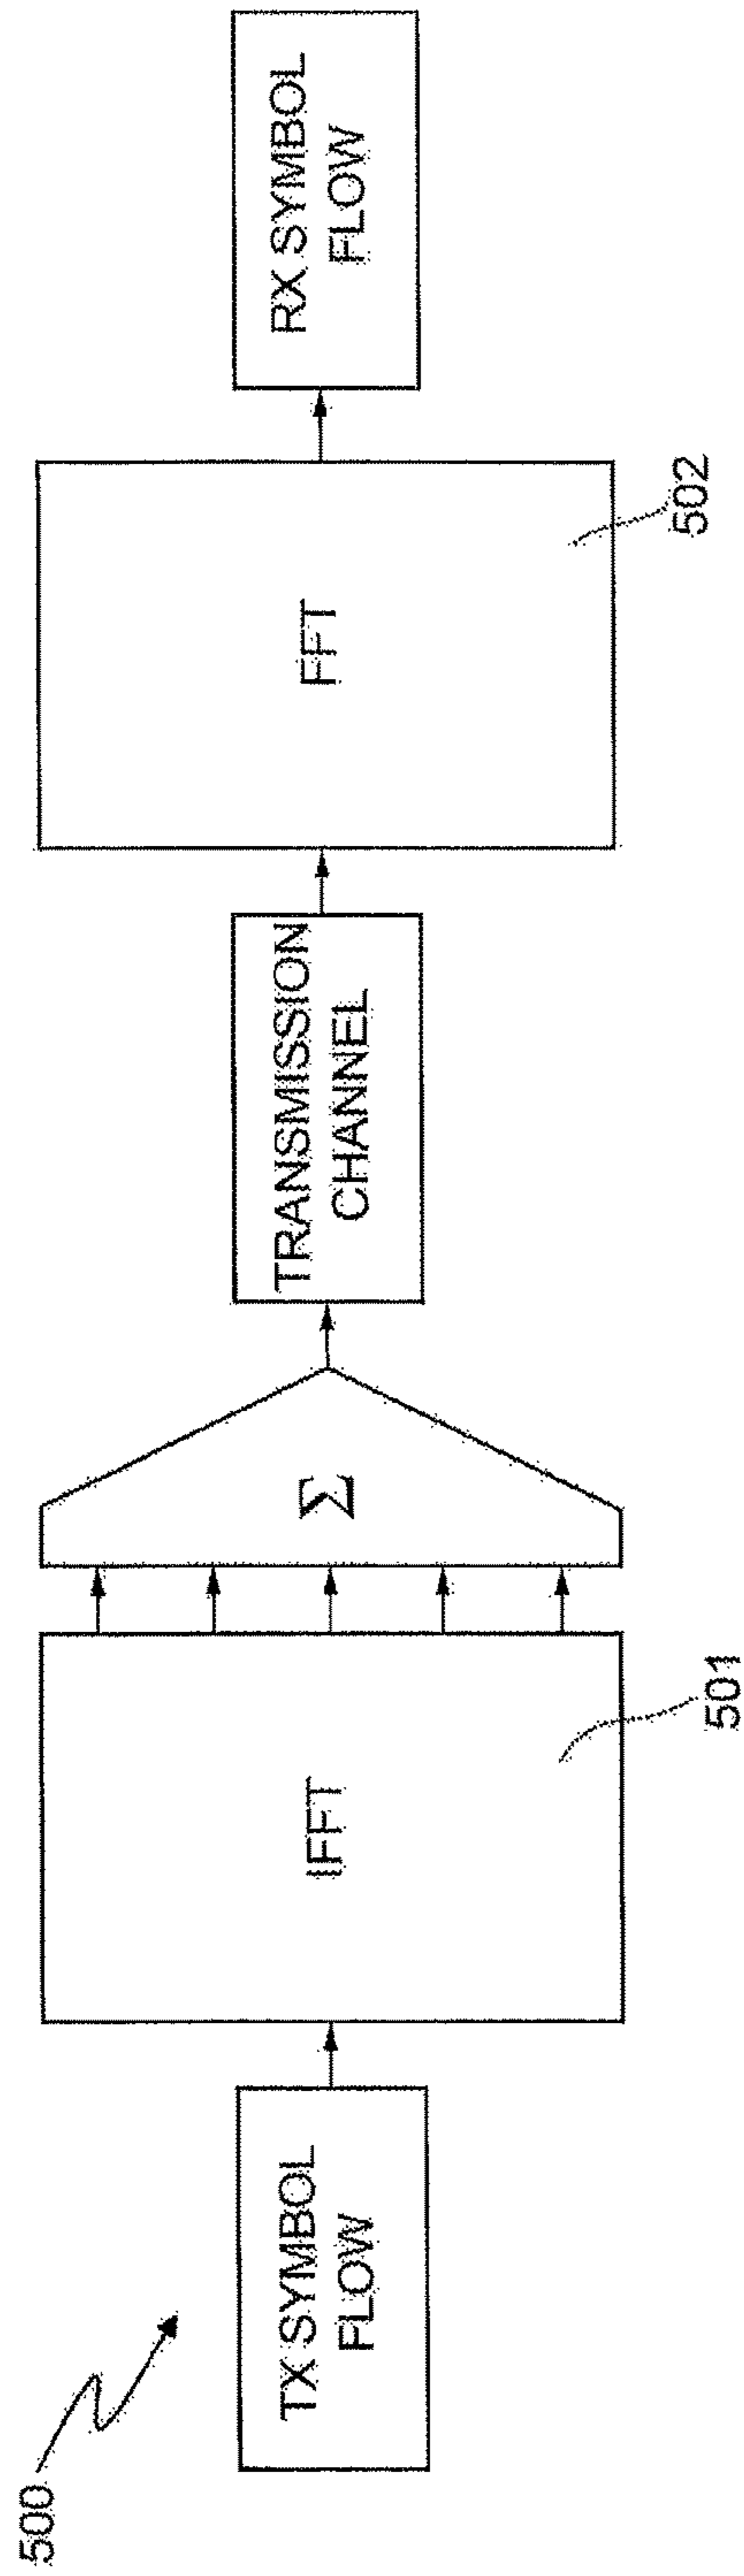 500
TX SYMBOL
FLOW
IFFT
501
Σ
TRANSMISSION
CHANNEL
FFT
502
RX SYMBOL
FLOW